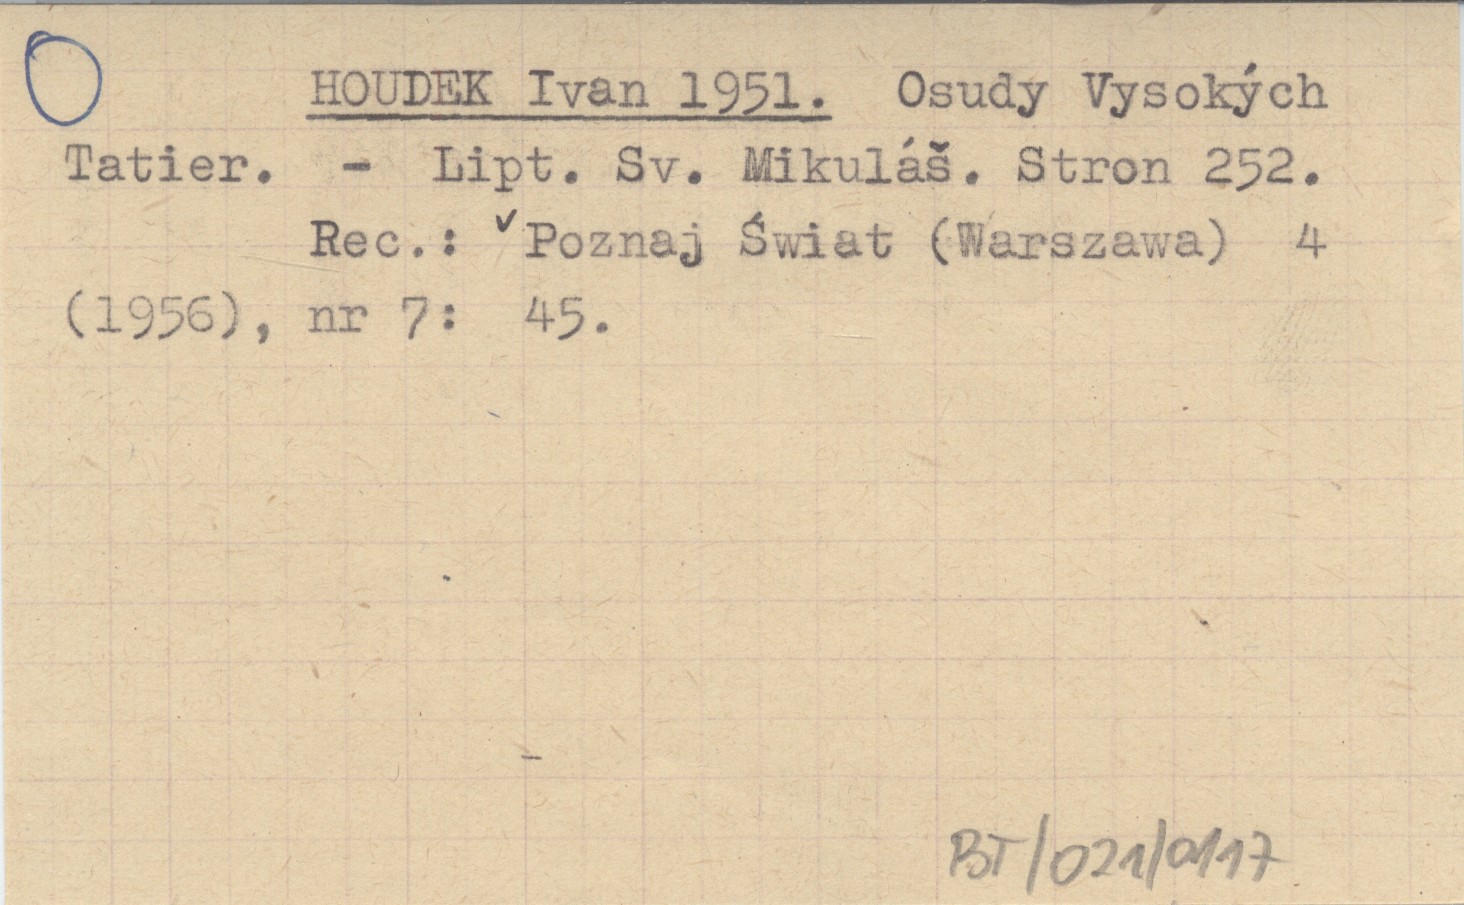 HOUDEK Ivan 1951. Osudy Vysokých
Tatier. - Lipt. Sv. Mikuláš. Stron 252.
Rec.: ˅Poznaj Świat (Warszawa) 4
(1956), nr 7: 45.
BT/021/0117